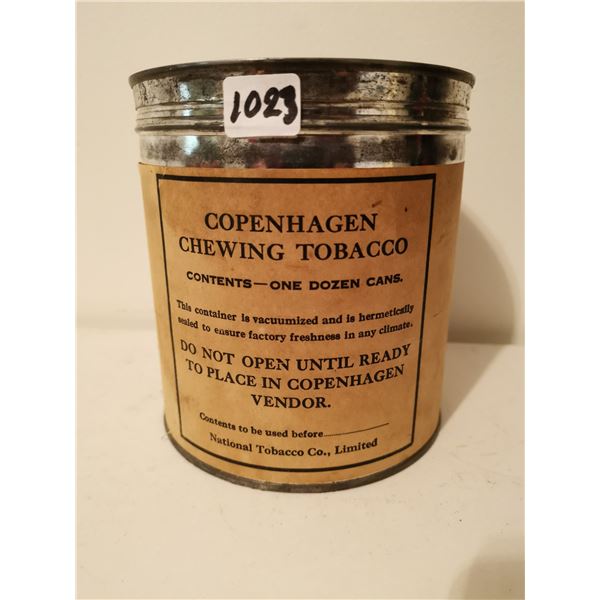 1023
COPENHAGEN
CHEWING TOBACCO
CONTENTS—ONE DOZEN CANS.
This container is vacuumized and is hermetically
sealed to ensure factory freshness in any climate.
DO NOT OPEN UNTIL READY
TO PLACE IN COPENHAGEN
VENDOR.
Contents to be used before
National Tobacco Co., Limited